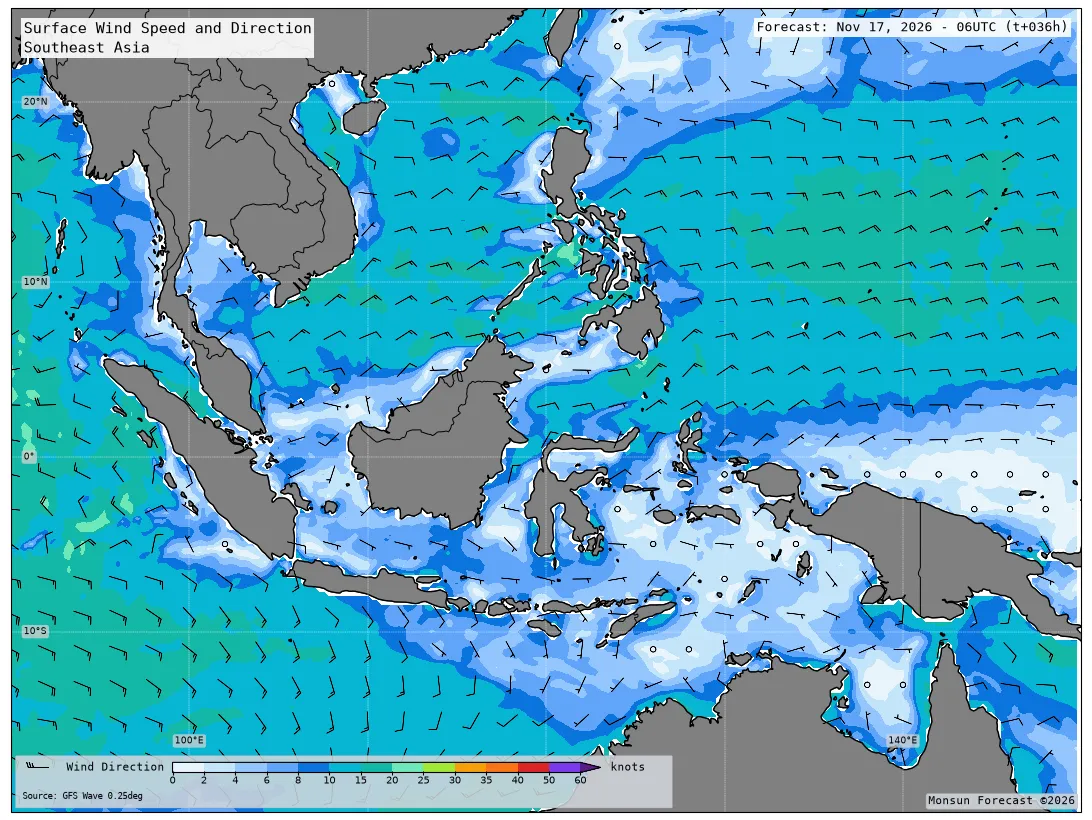 Surface Wind Speed and Direction
Southeast Asia
Forecast: Nov 17, 2026 - 06UTC (t+036h)
20°N
10°N
0°
10°S
100°E
140°E
Wind Direction
0 2 4 6 8 10 15 20 25 30 35 40 50 60
knots
Source: GFS Wave 0.25deg
Monsun Forecast ©2026